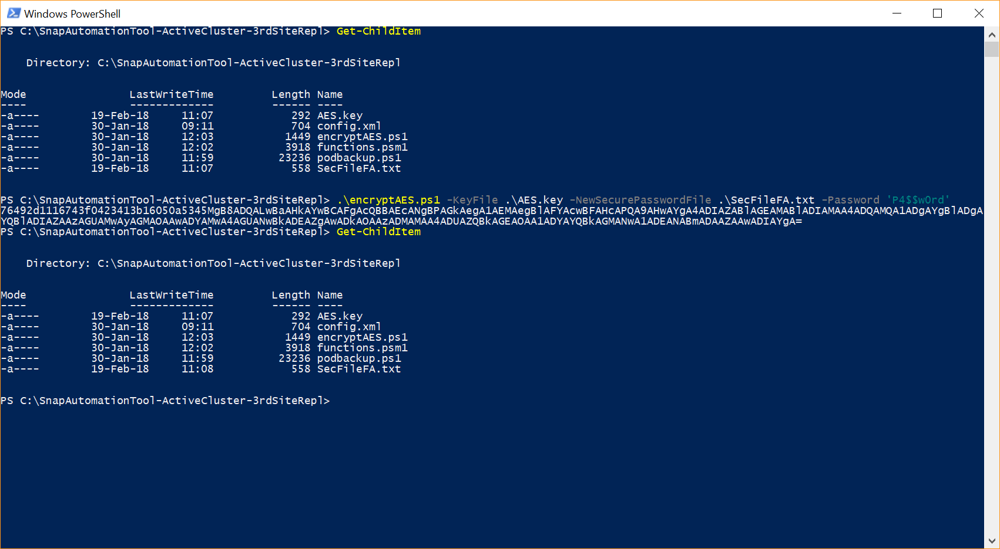 Windows PowerShell
PS C:\SnapAutomationTool-ActiveCluster-3rdSiteRepl> Get-ChildItem
Directory: C:\SnapAutomationTool-ActiveCluster-3rdSiteRepl
Mode LastWriteTime Length Name
---- ------------- ------ ----
-a---- 19-Feb-18 11:07 292 AES.key
-a---- 30-Jan-18 09:11 704 config.xml
-a---- 30-Jan-18 12:03 1449 encryptAES.ps1
-a---- 30-Jan-18 12:02 3918 functions.psm1
-a---- 30-Jan-18 11:59 23236 podbackup.ps1
-a---- 19-Feb-18 11:07 558 SecFileFA.txt
PS C:\SnapAutomationTool-ActiveCluster-3rdSiteRepl> .\encryptAES.ps1 -KeyFile .\AES.key -NewSecurePasswordFile .\SecFileFA.txt -Password 'P4$$w0rd'
76492d1116743f0423413b16050a5345MgB8ADQALwBaAHkAYwBCAFgAcQBBAEcANgBPAGkAegA1AEMAegBlAFYAcwBFAHcAPQA9AHwAYgA4ADIAZABlAGEAMABlADIAMAA4ADQAMQA1ADgAYgBlADgA
YQBlADIAZAAzAGUAMwAyAGMAOAAwADYAMwA4AGUANwBkADEAZgAwADkAOAAzADMAMAA4ADUAZQBkAGEAOAA1ADYAYQBkAGMANwA1ADEANABmADAAZAAwADIAYgA=
PS C:\SnapAutomationTool-ActiveCluster-3rdSiteRepl> Get-ChildItem
Directory: C:\SnapAutomationTool-ActiveCluster-3rdSiteRepl
Mode LastWriteTime Length Name
---- ------------- ------ ----
-a---- 19-Feb-18 11:07 292 AES.key
-a---- 30-Jan-18 09:11 704 config.xml
-a---- 30-Jan-18 12:03 1449 encryptAES.ps1
-a---- 30-Jan-18 12:02 3918 functions.psm1
-a---- 30-Jan-18 11:59 23236 podbackup.ps1
-a---- 19-Feb-18 11:08 558 SecFileFA.txt
PS C:\SnapAutomationTool-ActiveCluster-3rdSiteRepl>